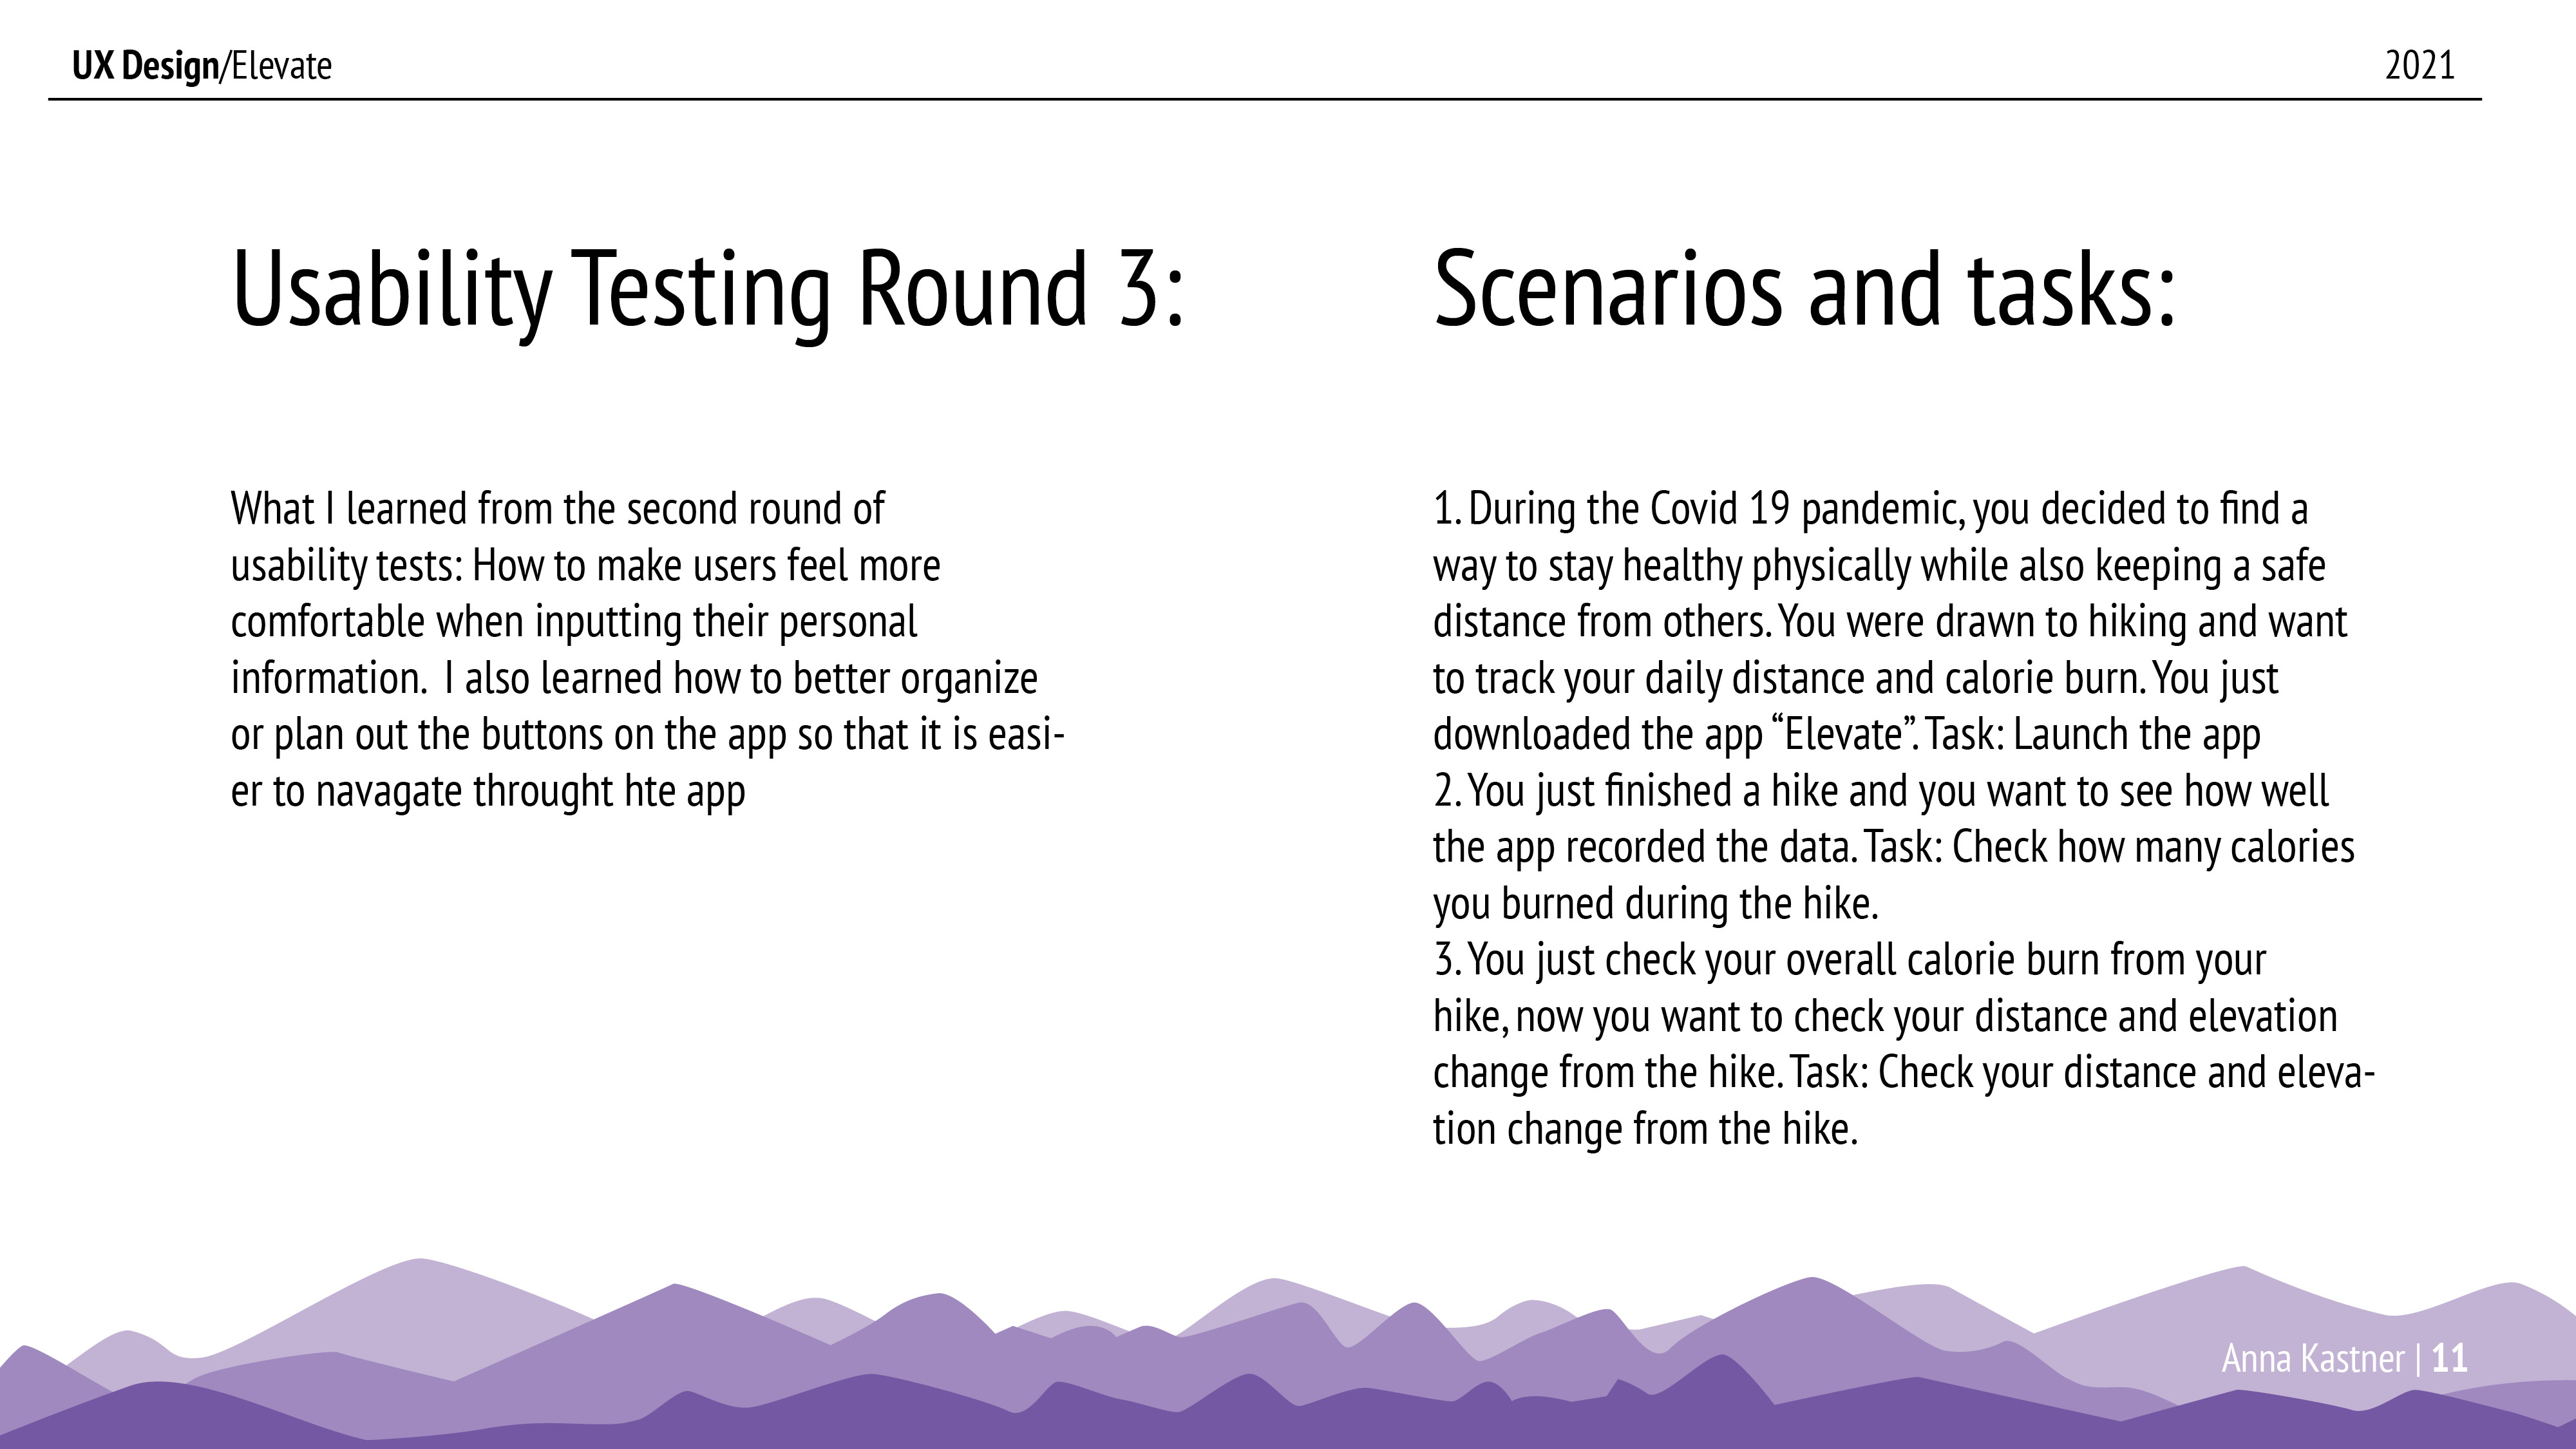 UX Design/Elevate
2021
Usability Testing Round 3:
What I learned from the second round of
usability tests: How to make users feel more
comfortable when inputting their personal
information.  I also learned how to better organize
or plan out the buttons on the app so that it is easi-
er to navagate throught hte app
Scenarios and tasks:
1. During the Covid 19 pandemic, you decided to find a
way to stay healthy physically while also keeping a safe
distance from others. You were drawn to hiking and want
to track your daily distance and calorie burn. You just
downloaded the app “Elevate”. Task: Launch the app
2. You just finished a hike and you want to see how well
the app recorded the data. Task: Check how many calories
you burned during the hike.
3. You just check your overall calorie burn from your
hike, now you want to check your distance and elevation
change from the hike. Task: Check your distance and eleva-
tion change from the hike.
Anna Kastner | 11